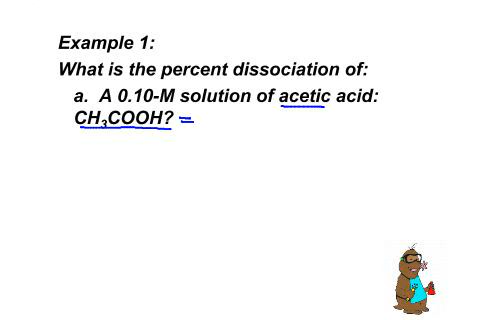 Example 1:
What is the percent dissociation of:
a. A 0.10-M solution of acetic acid:
CH₃COOH? =